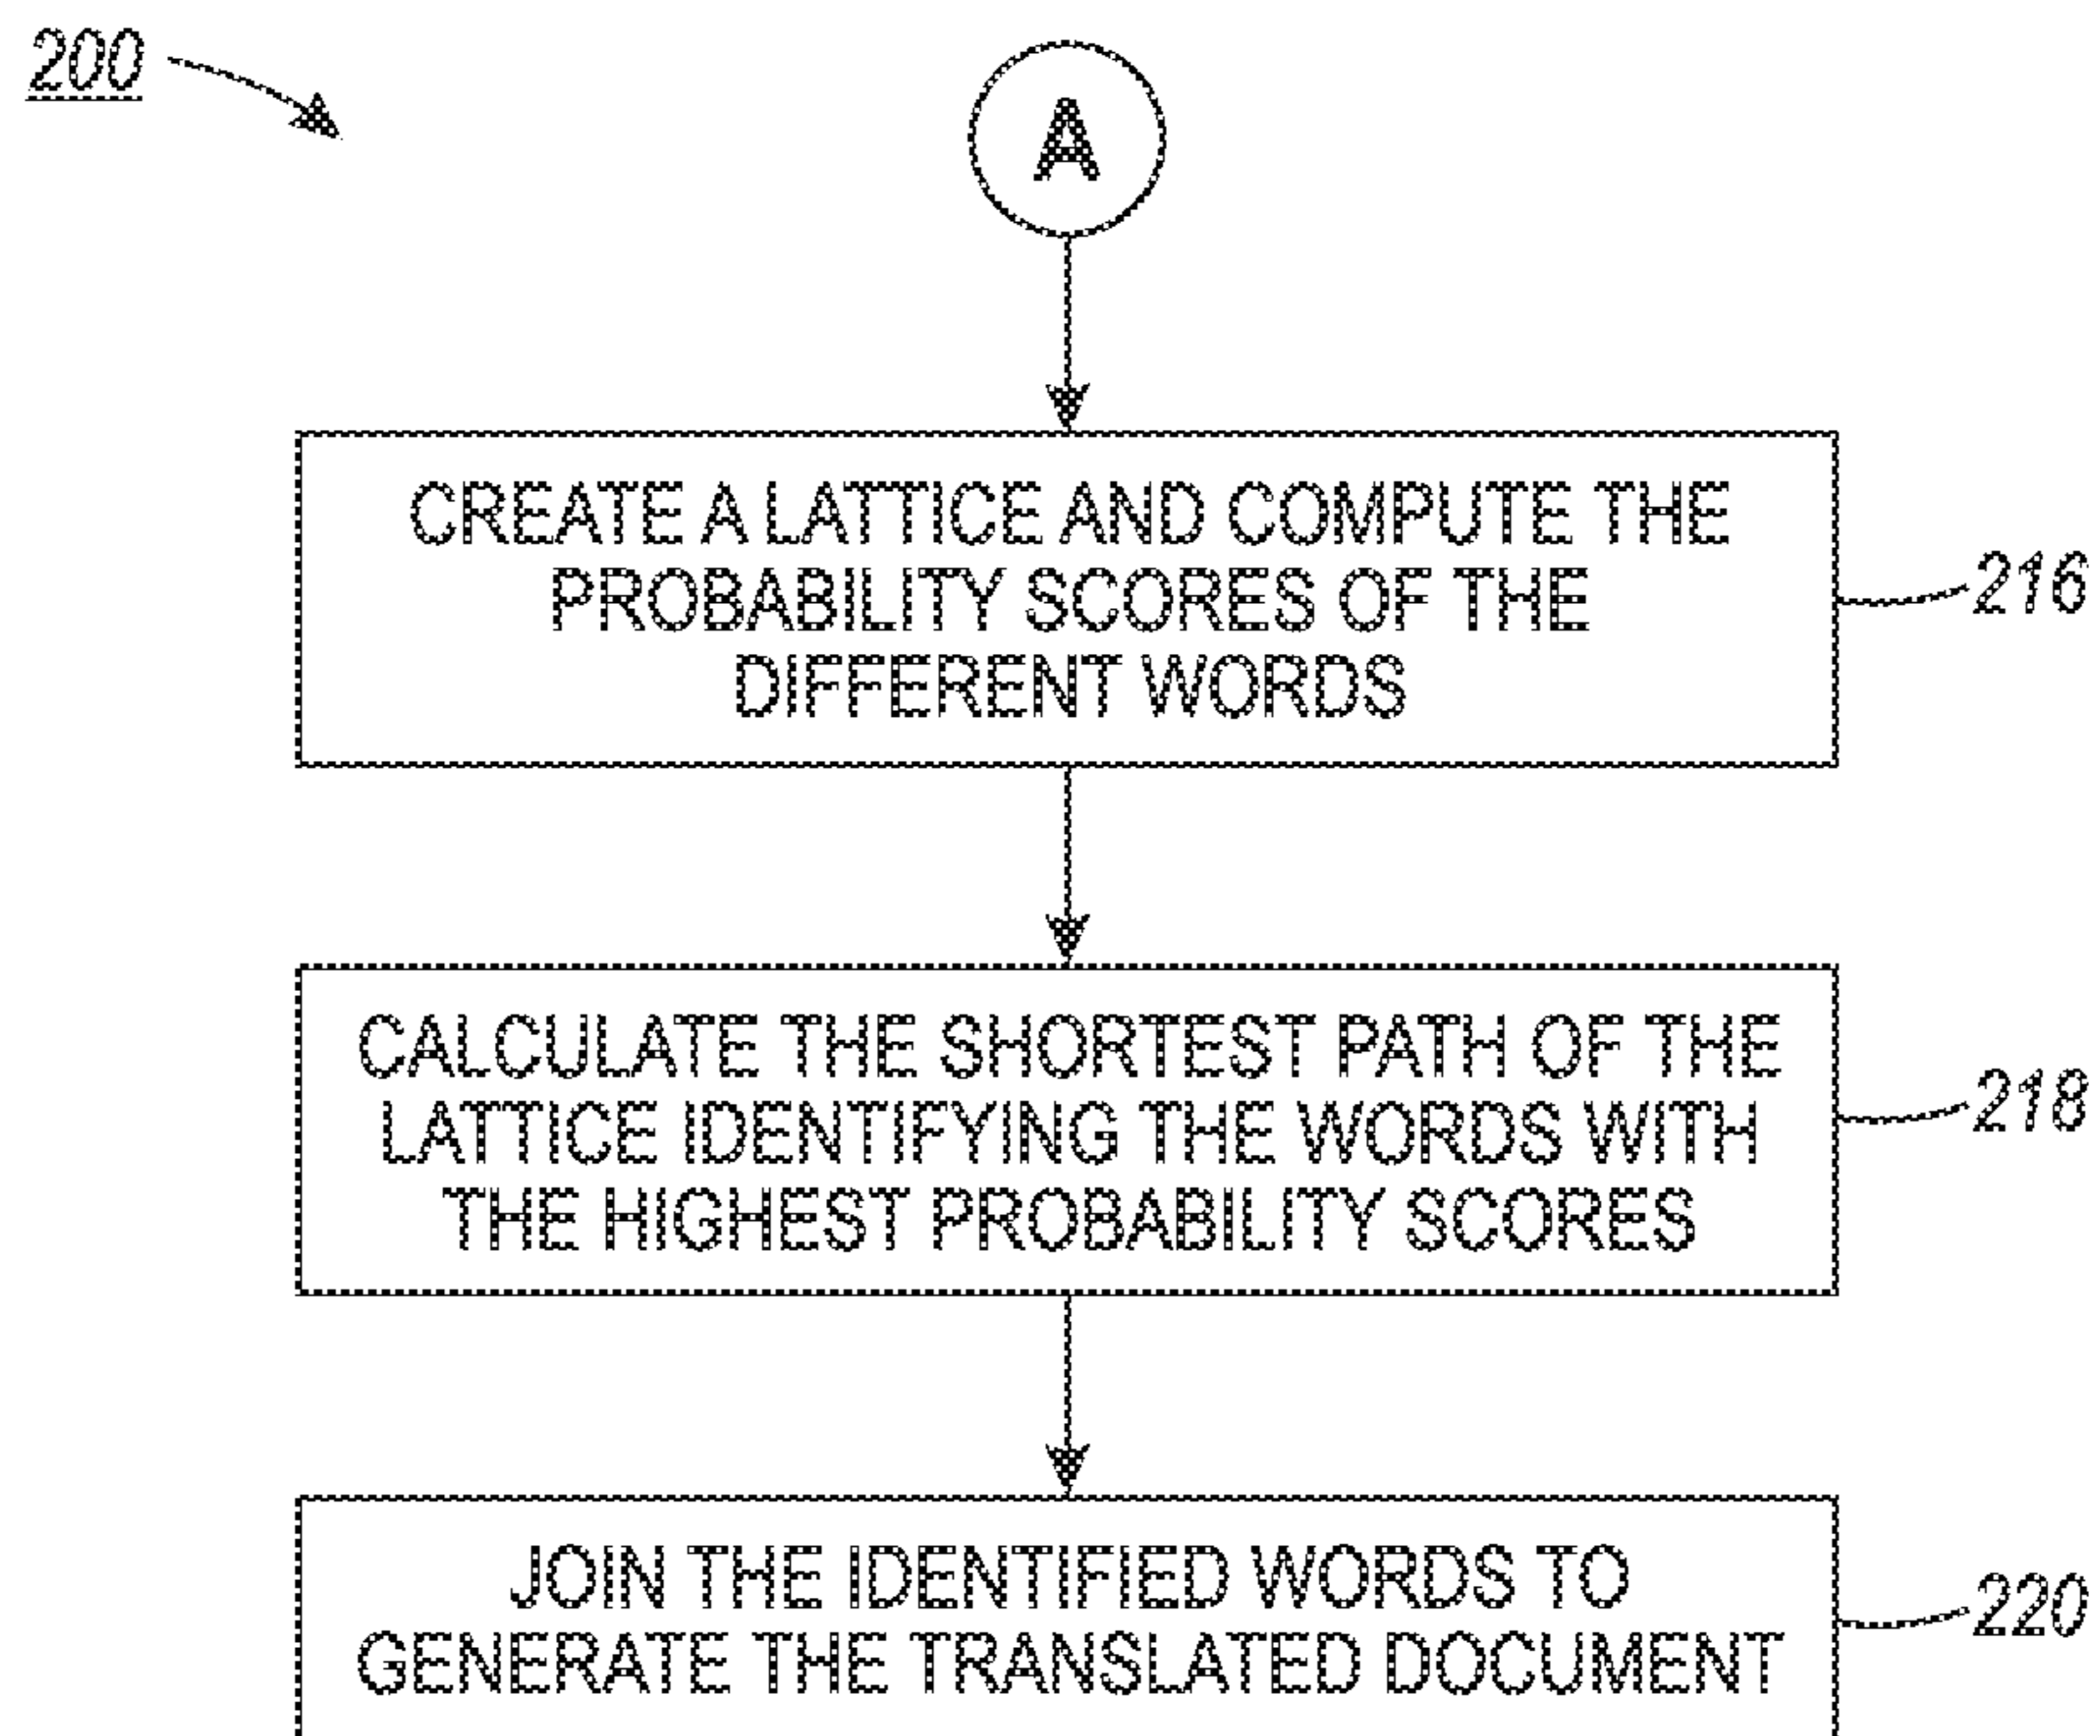 200
A
CREATE A LATTICE AND COMPUTE THE
PROBABILITY SCORES OF THE
DIFFERENT WORDS
216
CALCULATE THE SHORTEST PATH OF THE
LATTICE IDENTIFYING THE WORDS WITH
THE HIGHEST PROBABILITY SCORES
218
JOIN THE IDENTIFIED WORDS TO
GENERATE THE TRANSLATED DOCUMENT
220